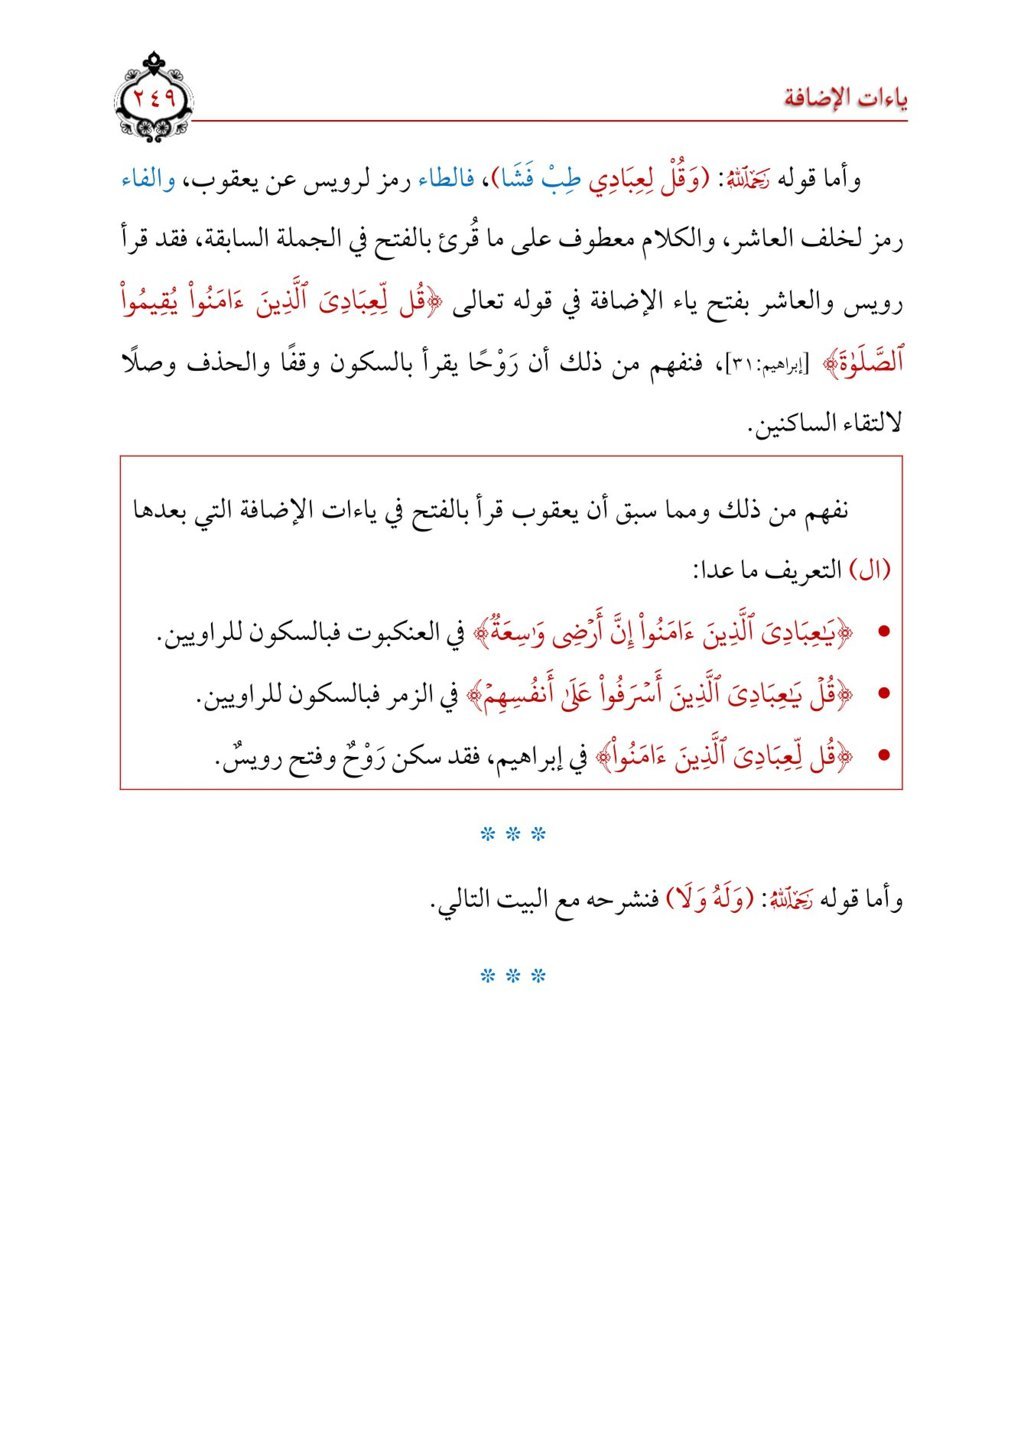 ياءات الإضافة
٢٤٩
وأما قوله رَحِمَهُ ٱللَّهُ: (وَقُلْ لِعِبَادِي طِبْ فَشَا)، فالطاء رمز لرويس عن يعقوب، والفاء
رمز لخلف العاشر، والكلام معطوف على ما قُرئ بالفتح في الجملة السابقة، فقد قرأ
رويس والعاشر بفتح ياء الإضافة في قوله تعالى ﴿قُل لِّعِبَادِىَ ٱلَّذِينَ ءَامَنُوا۟ يُقِيمُوا۟
ٱلصَّلَوٰةَ﴾ [إبراهيم:٣١]، فنفهم من ذلك أن رَوْحًا يقرأ بالسكون وقفًا والحذف وصلًا
لالتقاء الساكنين.
نفهم من ذلك ومما سبق أن يعقوب قرأ بالفتح في ياءات الإضافة التي بعدها
(ال) التعريف ما عدا:
• ﴿يَـٰعِبَادِىَ ٱلَّذِينَ ءَامَنُوٓا۟ إِنَّ أَرْضِى وَٰسِعَةٌ﴾ في العنكبوت فبالسكون للراويين.
• ﴿قُلْ يَـٰعِبَادِىَ ٱلَّذِينَ أَسْرَفُوا۟ عَلَىٰٓ أَنفُسِهِمْ﴾ في الزمر فبالسكون للراويين.
• ﴿قُل لِّعِبَادِىَ ٱلَّذِينَ ءَامَنُوا۟﴾ في إبراهيم، فقد سكن رَوْحٌ وفتح رويسٌ.
* * *
وأما قوله رَحِمَهُ ٱللَّهُ: (وَلَهُ وَلَا) فنشرحه مع البيت التالي.
* * *